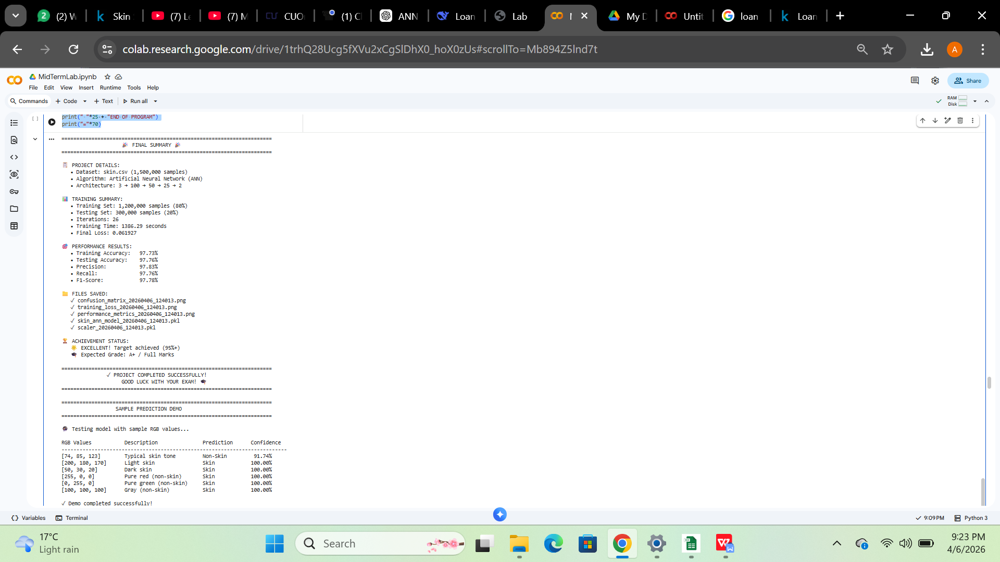 (2) W
Skin
(7) Le
(7) M
CUO
(1) Cl
ANN
Loan
Lab
My D
Untit
loan
Loan
colab.research.google.com/drive/1trhQ28Ucg5fXVu2xCgSlDhX0_hoX0zUs#scrollTo=Mb894Z5lnd7t
A
MidTermLab.ipynb
File Edit View Insert Runtime Tools Help
Share
Commands + Code + Text Run all
RAM
Disk
[ ]
print(" "*25 + "END OF PROGRAM")
print("="*70)
======================================================================
🎉 FINAL SUMMARY 🎉
======================================================================
📋 PROJECT DETAILS:
• Dataset: skin.csv (1,500,000 samples)
• Algorithm: Artificial Neural Network (ANN)
• Architecture: 3 → 100 → 50 → 25 → 2
📊 TRAINING SUMMARY:
• Training Set: 1,200,000 samples (80%)
• Testing Set: 300,000 samples (20%)
• Iterations: 26
• Training Time: 1386.29 seconds
• Final Loss: 0.061927
🎯 PERFORMANCE RESULTS:
• Training Accuracy: 97.73%
• Testing Accuracy: 97.76%
• Precision: 97.83%
• Recall: 97.76%
• F1-Score: 97.78%
📁 FILES SAVED:
✓ confusion_matrix_20260406_124013.png
✓ training_loss_20260406_124013.png
✓ performance_metrics_20260406_124013.png
✓ skin_ann_model_20260406_124013.pkl
✓ scaler_20260406_124013.pkl
🏆 ACHIEVEMENT STATUS:
🌟 EXCELLENT! Target achieved (95%+)
🎓 Expected Grade: A+ / Full Marks
======================================================================
✓ PROJECT COMPLETED SUCCESSFULLY!
GOOD LUCK WITH YOUR EXAM! 🎓
======================================================================
======================================================================
SAMPLE PREDICTION DEMO
======================================================================
🔮 Testing model with sample RGB values...
RGB Values Description Prediction Confidence
---------------------------------------------------------------------------
[74, 85, 123] Typical skin tone Non-Skin 91.74%
[200, 180, 170] Light skin Skin 100.00%
[50, 30, 20] Dark skin Skin 100.00%
[255, 0, 0] Pure red (non-skin) Skin 100.00%
[0, 255, 0] Pure green (non-skin) Skin 100.00%
[100, 100, 100] Gray (non-skin) Skin 100.00%
✓ Demo completed successfully!
Variables Terminal
9:09 PM Python 3
17°C
Light rain
Search
9:23 PM
4/6/2026